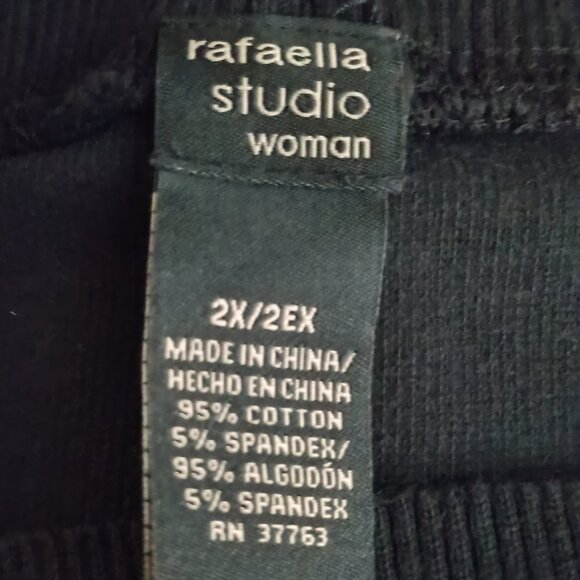 rafaella
studio
woman
2X/2EX
MADE IN CHINA/
HECHO EN CHINA
95% COTTON
5% SPANDEX/
95% ALGODÓN
5% SPANDEX
RN 37763